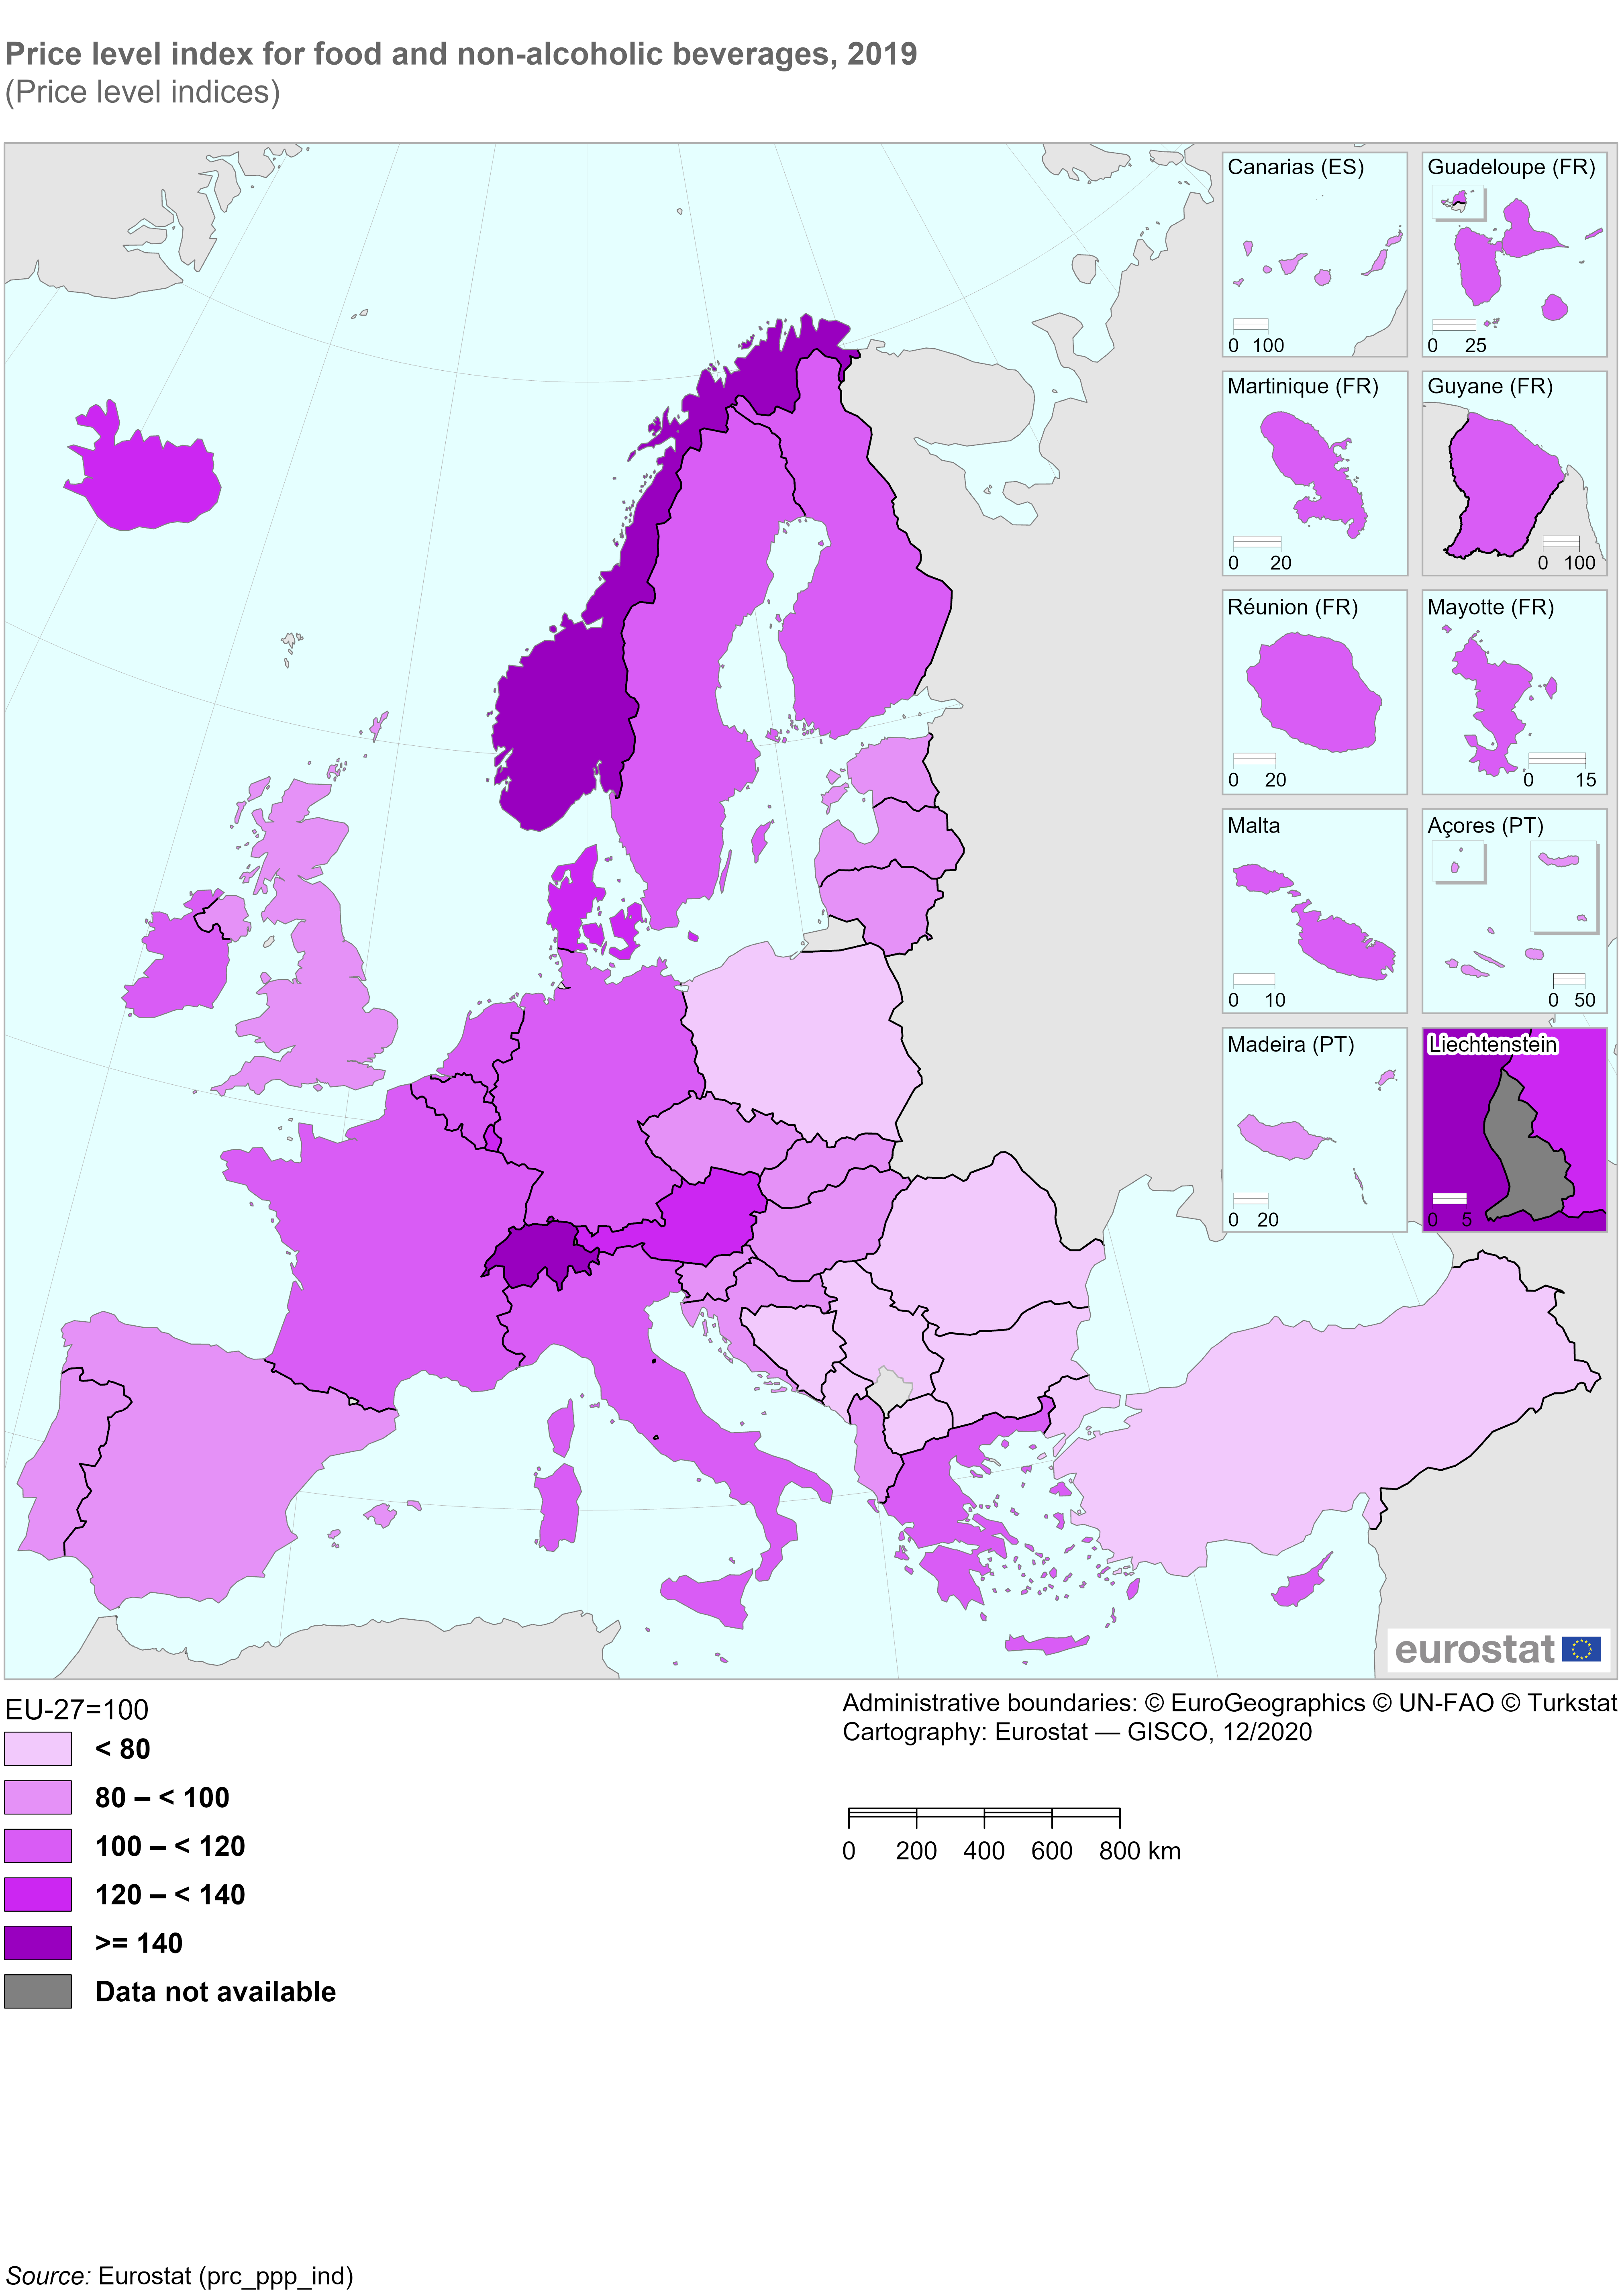 Price level index for food and non-alcoholic beverages, 2019
(Price level indices)
Canarias (ES)
0 100
Guadeloupe (FR)
0 25
Martinique (FR)
0 20
Guyane (FR)
0 100
Réunion (FR)
0 20
Mayotte (FR)
0 15
Malta
0 10
Açores (PT)
0 50
Madeira (PT)
0 20
Liechtenstein
0 5
eurostat
EU-27=100
< 80
80 – < 100
100 – < 120
120 – < 140
>= 140
Data not available
Administrative boundaries: © EuroGeographics © UN-FAO © Turkstat
Cartography: Eurostat — GISCO, 12/2020
0 200 400 600 800 km
Source: Eurostat (prc_ppp_ind)